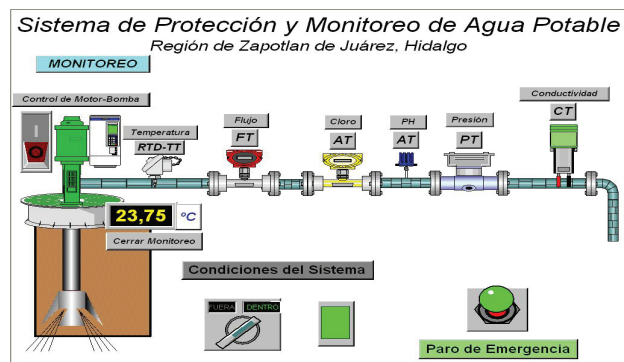 Sistema de Protección y Monitoreo de Agua Potable
Región de Zapotlan de Juárez, Hidalgo
MONITOREO
Control de Motor-Bomba
Temperatura
RTD-TT
Flujo
FT
Cloro
AT
PH
AT
Presión
PT
Conductividad
CT
23,75 ºC
Cerrar Monitoreo
Condiciones del Sistema
FUERA DENTRO
Paro de Emergencia